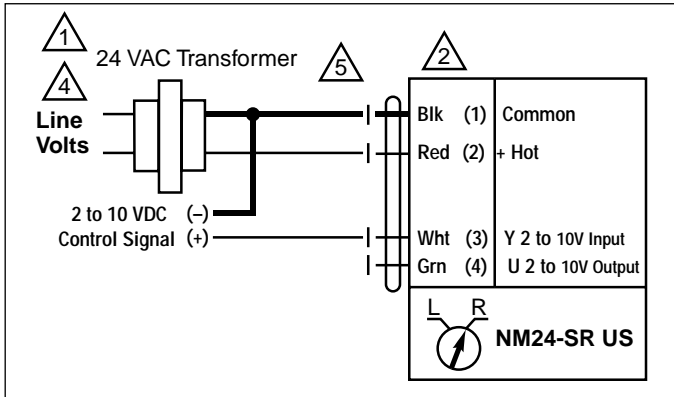 1
24 VAC Transformer
5
2
4
Line
Volts
Blk (1) Common
Red (2) + Hot
2 to 10 VDC (–)
Control Signal (+)
Wht (3) Y 2 to 10V Input
Grn (4) U 2 to 10V Output
L R
NM24-SR US